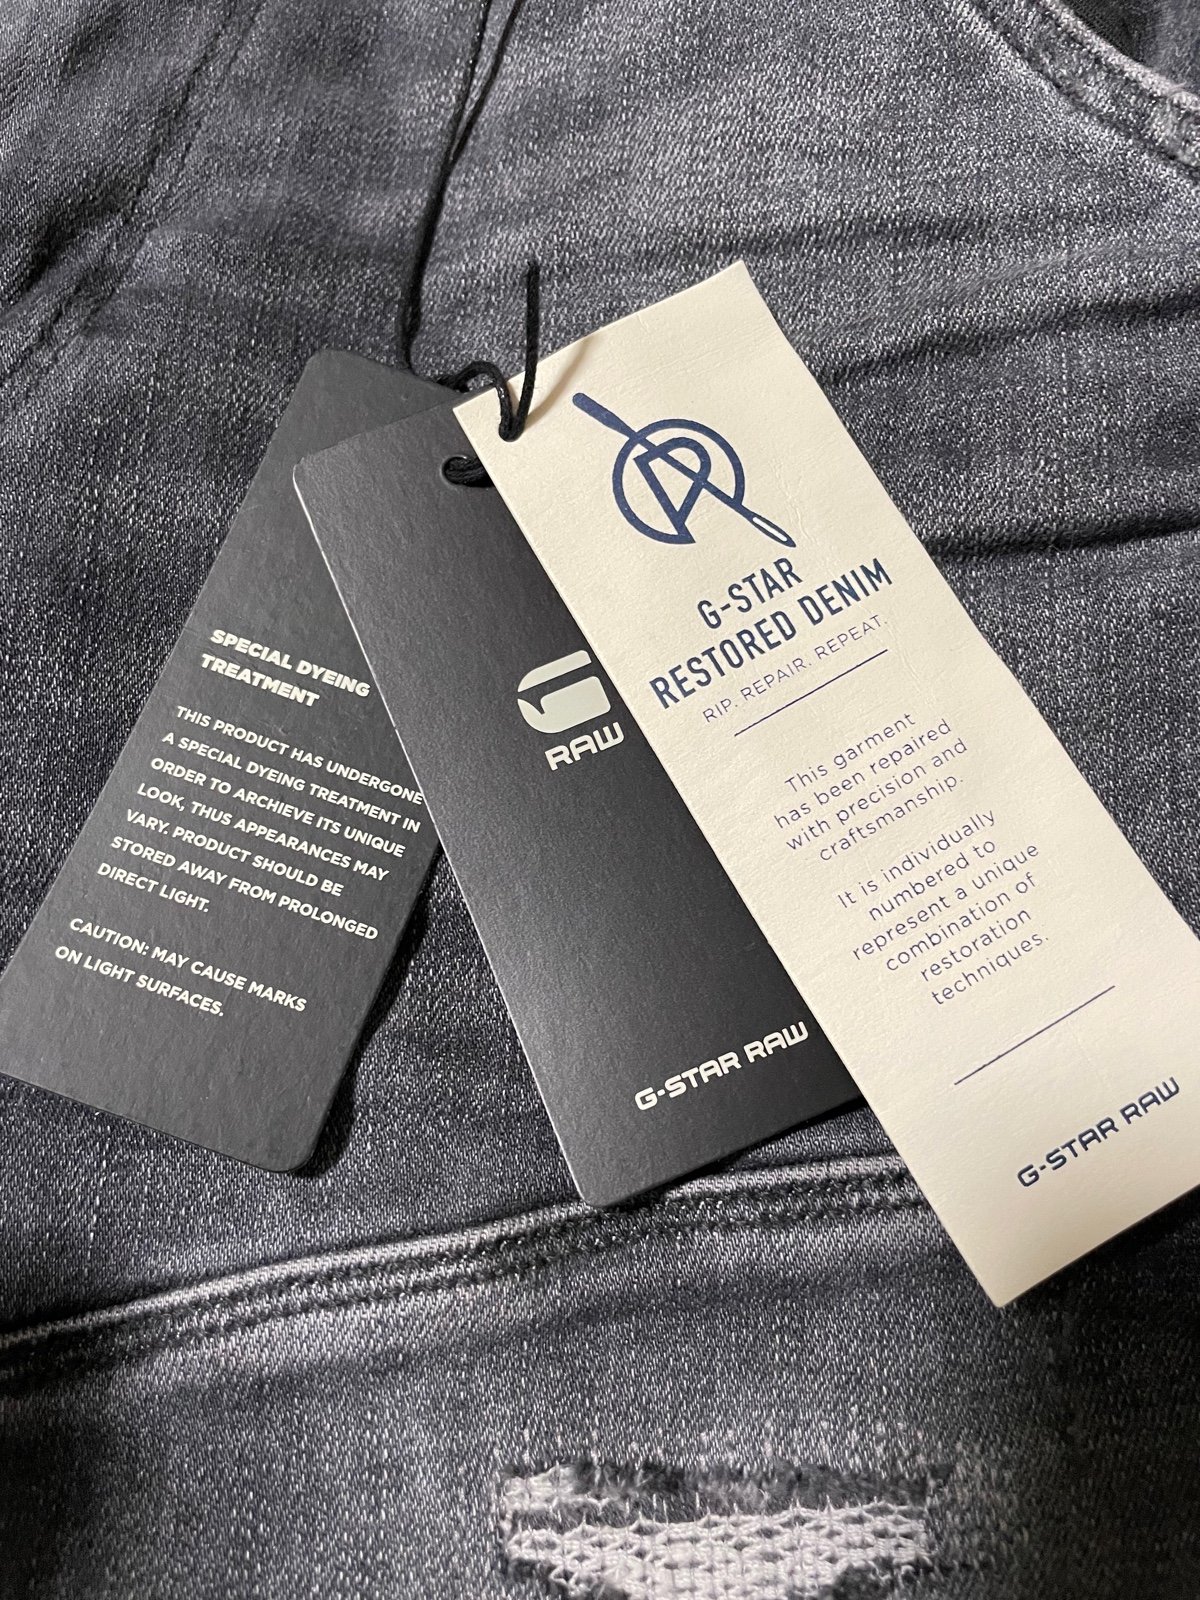 SPECIAL DYEING
TREATMENT
THIS PRODUCT HAS UNDERGONE
A SPECIAL DYEING TREATMENT IN
ORDER TO ARCHIEVE ITS UNIQUE
LOOK, THUS APPEARANCES MAY
VARY. PRODUCT SHOULD BE
STORED AWAY FROM PROLONGED
DIRECT LIGHT.
CAUTION: MAY CAUSE MARKS
ON LIGHT SURFACES.
G
RAW
G-STAR RAW
R
G-STAR
RESTORED DENIM
RIP. REPAIR. REPEAT.
This garment
has been repaired
with precision and
craftsmanship.
It is individually
numbered to
represent a unique
combination of
restoration
techniques.
G-STAR RAW